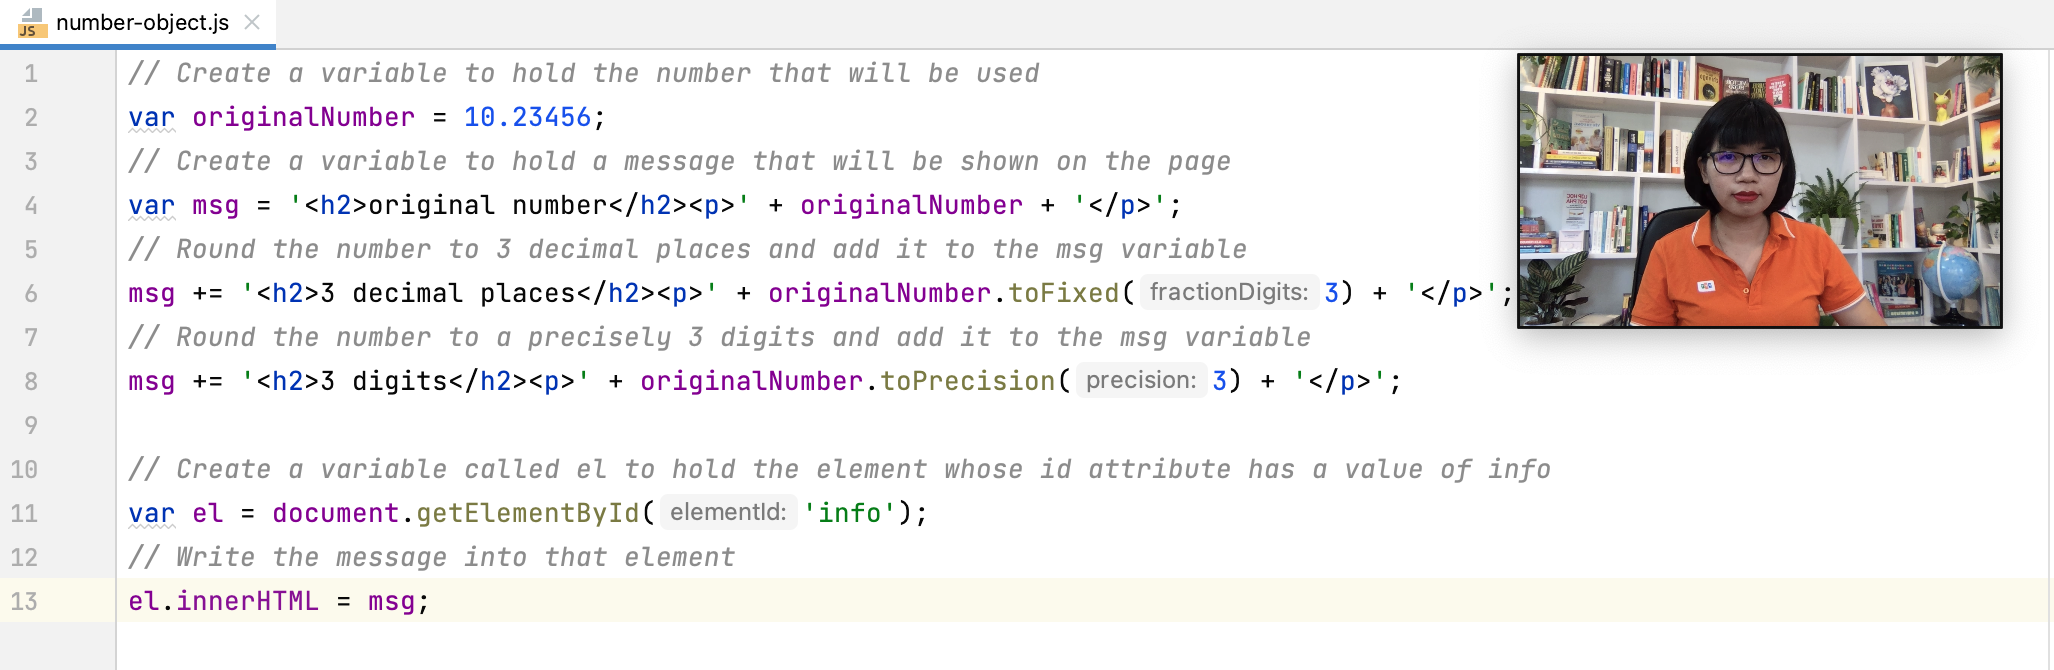 number-object.js
1 // Create a variable to hold the number that will be used
2 var originalNumber = 10.23456;
3 // Create a variable to hold a message that will be shown on the page
4 var msg = '<h2>original number</h2><p>' + originalNumber + '</p>';
5 // Round the number to 3 decimal places and add it to the msg variable
6 msg += '<h2>3 decimal places</h2><p>' + originalNumber.toFixed( fractionDigits: 3) + '</p>';
7 // Round the number to a precisely 3 digits and add it to the msg variable
8 msg += '<h2>3 digits</h2><p>' + originalNumber.toPrecision( precision: 3) + '</p>';
9
10 // Create a variable called el to hold the element whose id attribute has a value of info
11 var el = document.getElementById( elementId: 'info');
12 // Write the message into that element
13 el.innerHTML = msg;